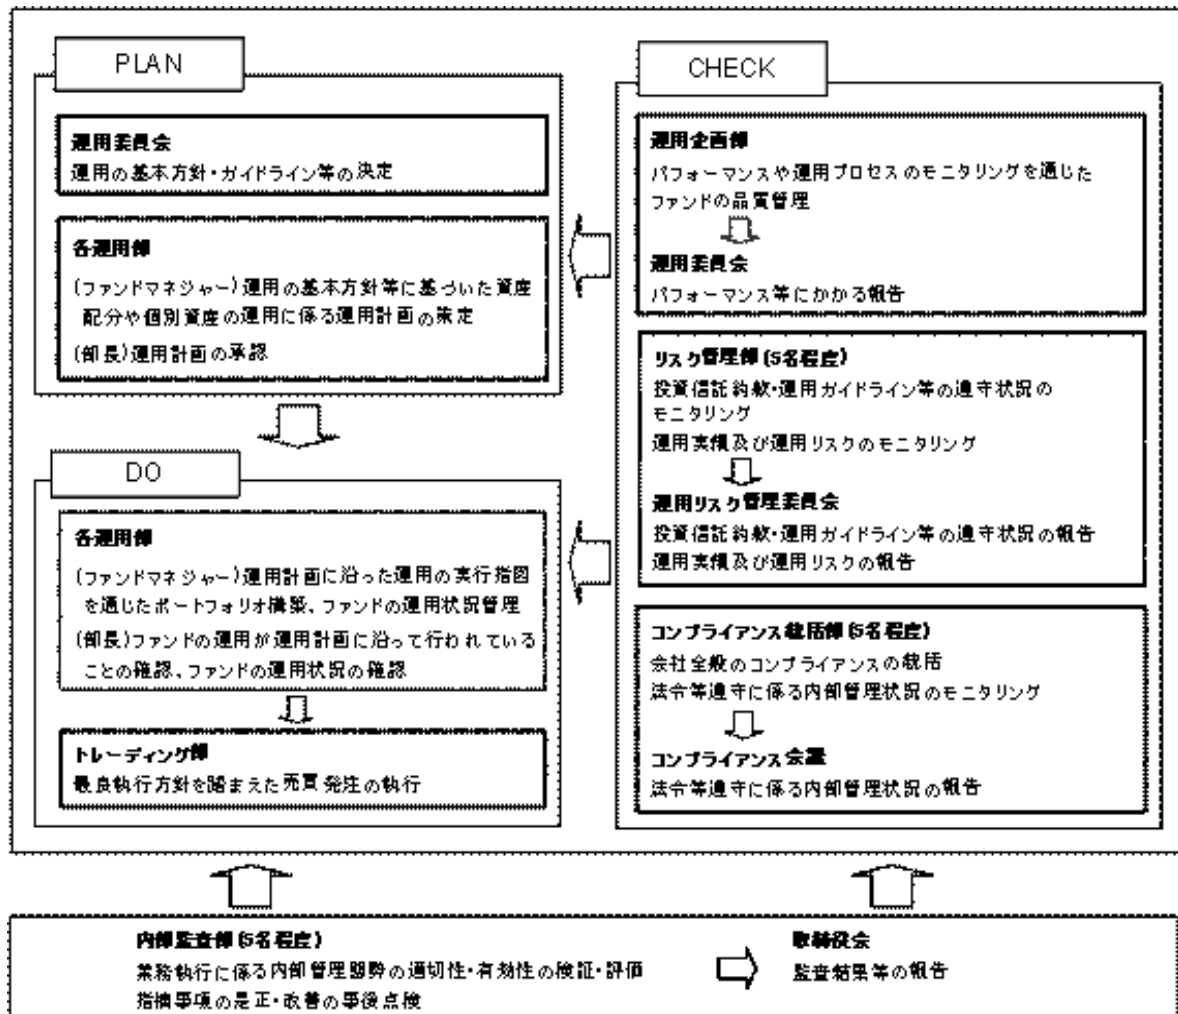 PLAN
運用委員会
運用の基本方針・ガイドライン等の決定
各運用部
(ファンドマネジャー)運用の基本方針等に基づいた資産
配分や個別資産の運用に係る運用計画の策定
(部長)運用計画の承認
DO
各運用部
(ファンドマネジャー)運用計画に沿った運用の実行指図
を通じたポートフォリオ構築、ファンドの運用状況管理
(部長)ファンドの運用が運用計画に沿って行われている
ことの確認、ファンドの運用状況の確認
トレーディング部
最良執行方針を踏まえた売買発注の執行
CHECK
運用企画部
パフォーマンスや運用プロセスのモニタリングを通じた
ファンドの品質管理
運用委員会
パフォーマンス等にかかる報告
リスク管理部(5名程度)
投資信託約款・運用ガイドライン等の遵守状況の
モニタリング
運用実績及び運用リスクのモニタリング
運用リスク管理委員会
投資信託約款・運用ガイドライン等の遵守状況の報告
運用実績及び運用リスクの報告
コンプライアンス統括部(5名程度)
会社全般のコンプライアンスの統括
法令等遵守に係る内部管理状況のモニタリング
コンプライアンス会議
法令等遵守に係る内部管理状況の報告
内部監査部(5名程度)
業務執行に係る内部管理態勢の適切性・有効性の検証・評価
指摘事項の是正・改善の事後点検
取締役会
監査結果等の報告